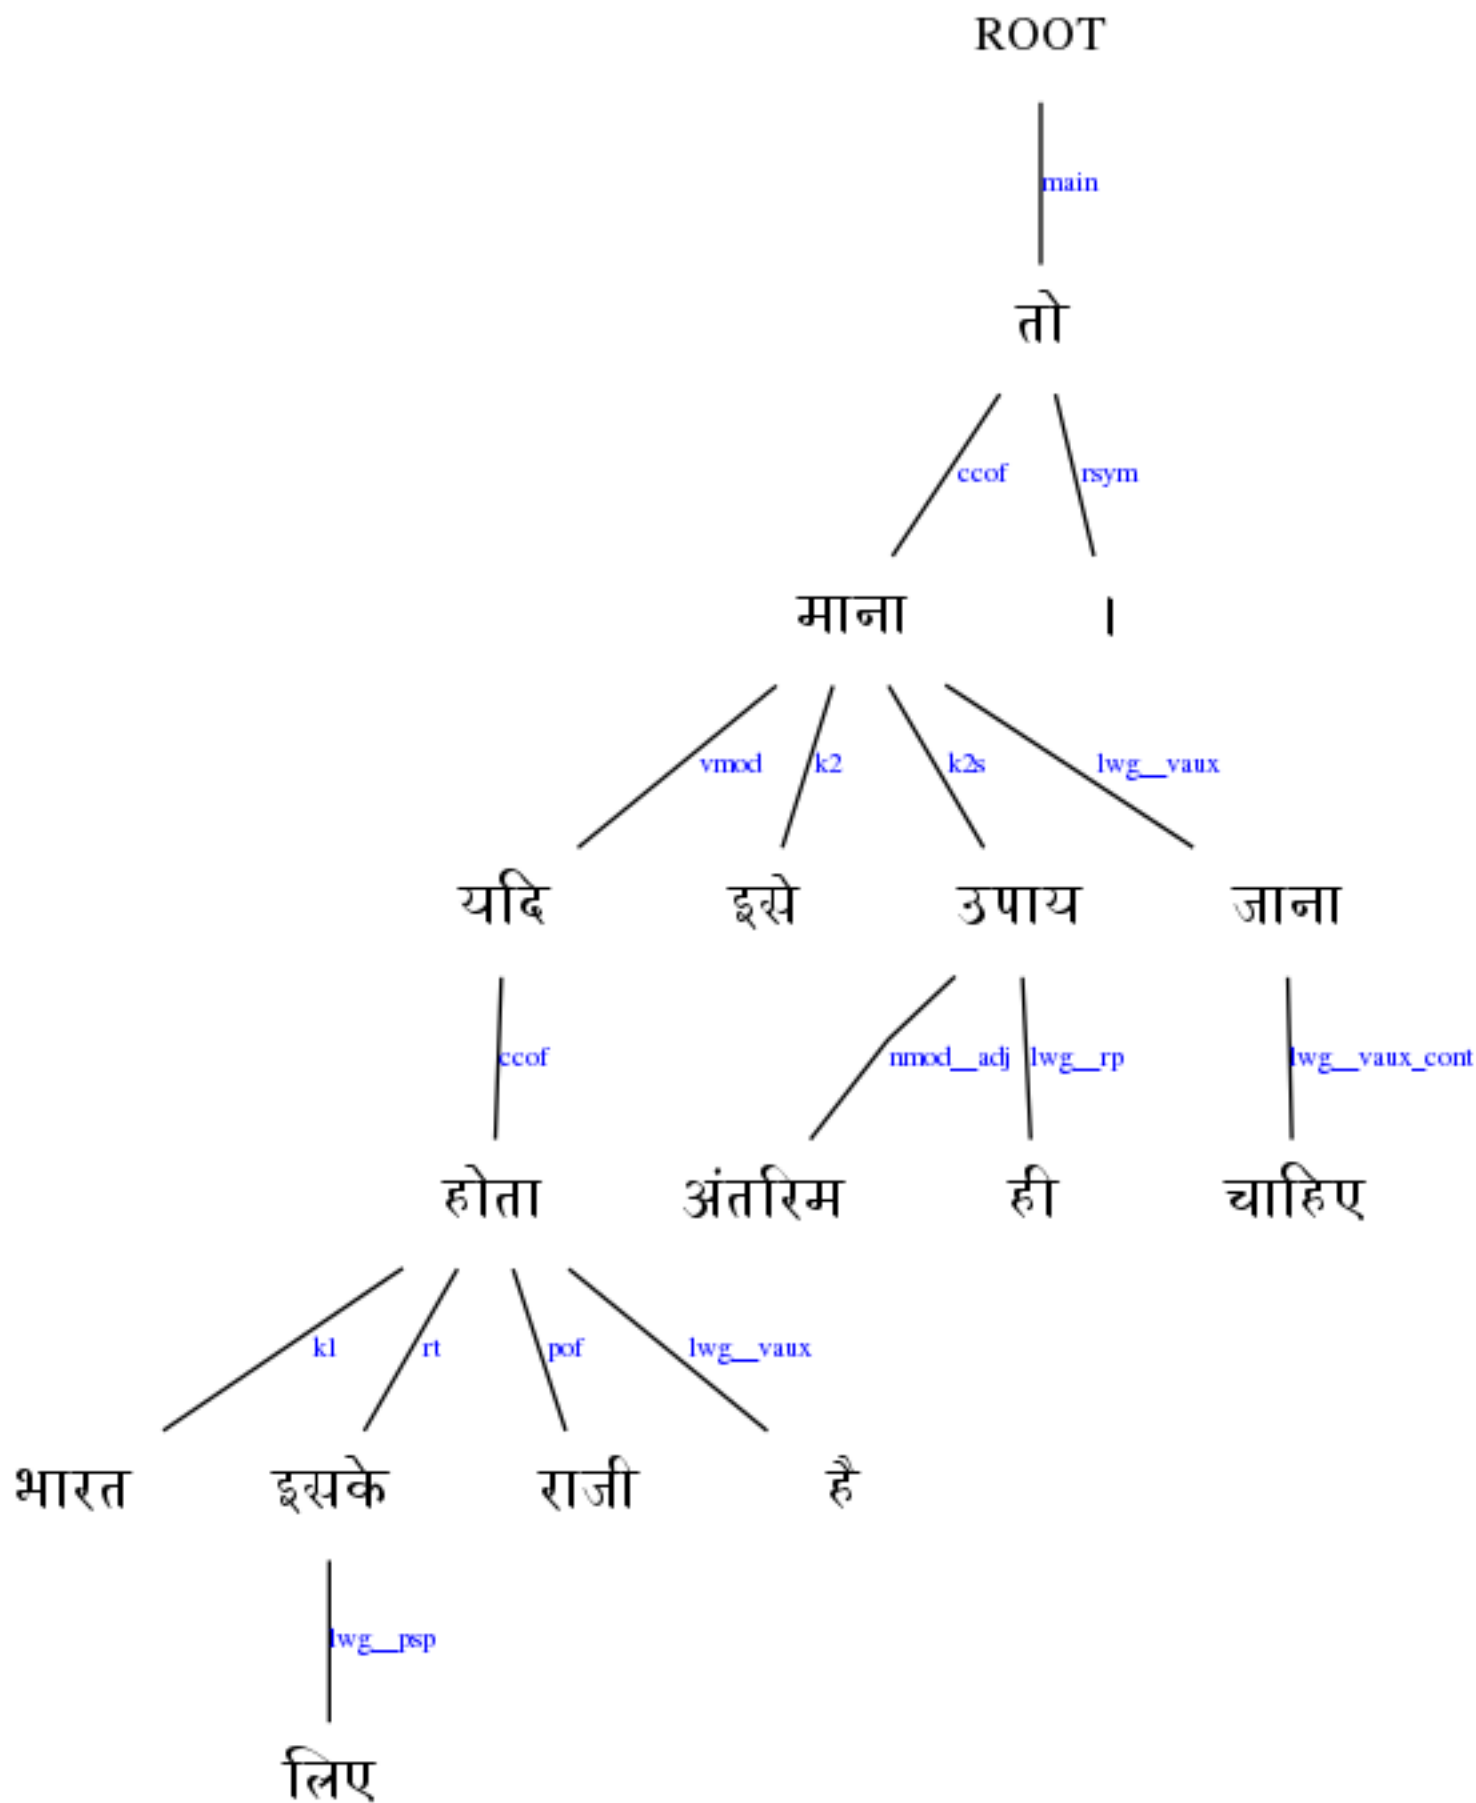 ROOT
main
तो
ccof rsym
माना ।
vmod k2 k2s lwg__vaux
यदि इसे उपाय जाना
ccof nmod__adj lwg__rp lwg__vaux_cont
होता अंतरिम ही चाहिए
k1 rt pof lwg__vaux
भारत इसके राजी है
lwg__psp
लिए